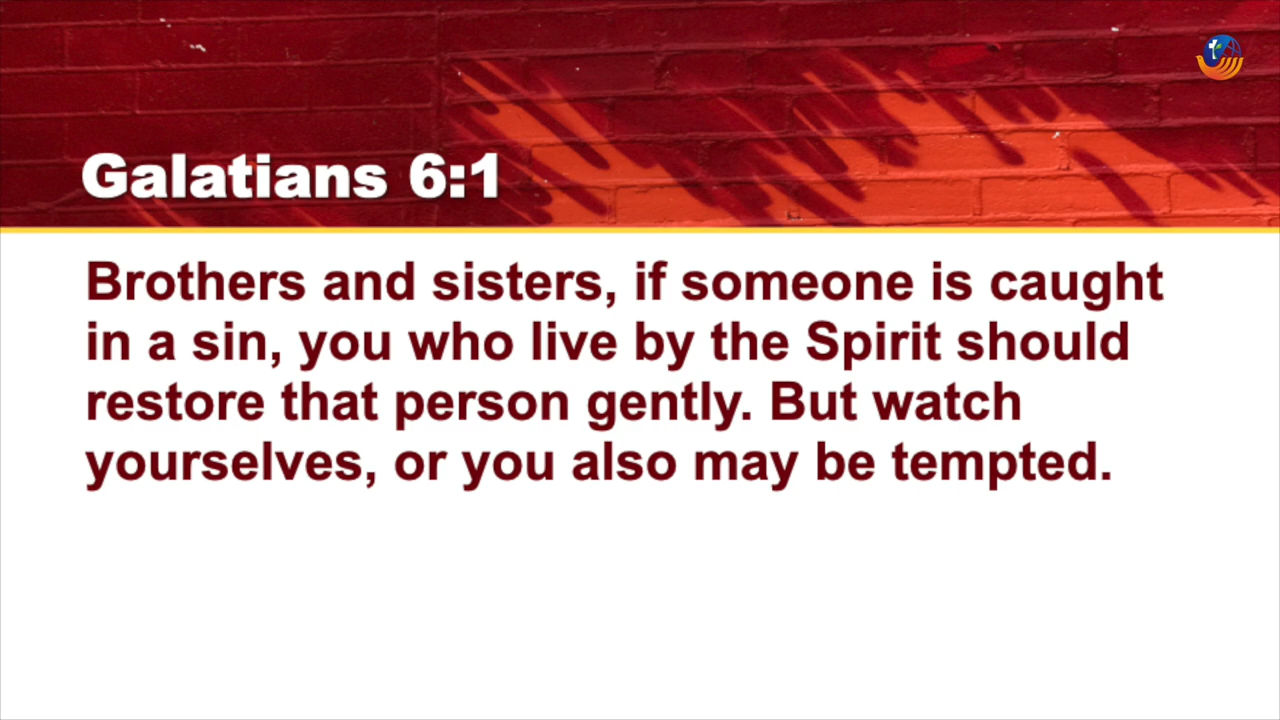 Galatians 6:1
Brothers and sisters, if someone is caught
in a sin, you who live by the Spirit should
restore that person gently. But watch
yourselves, or you also may be tempted.